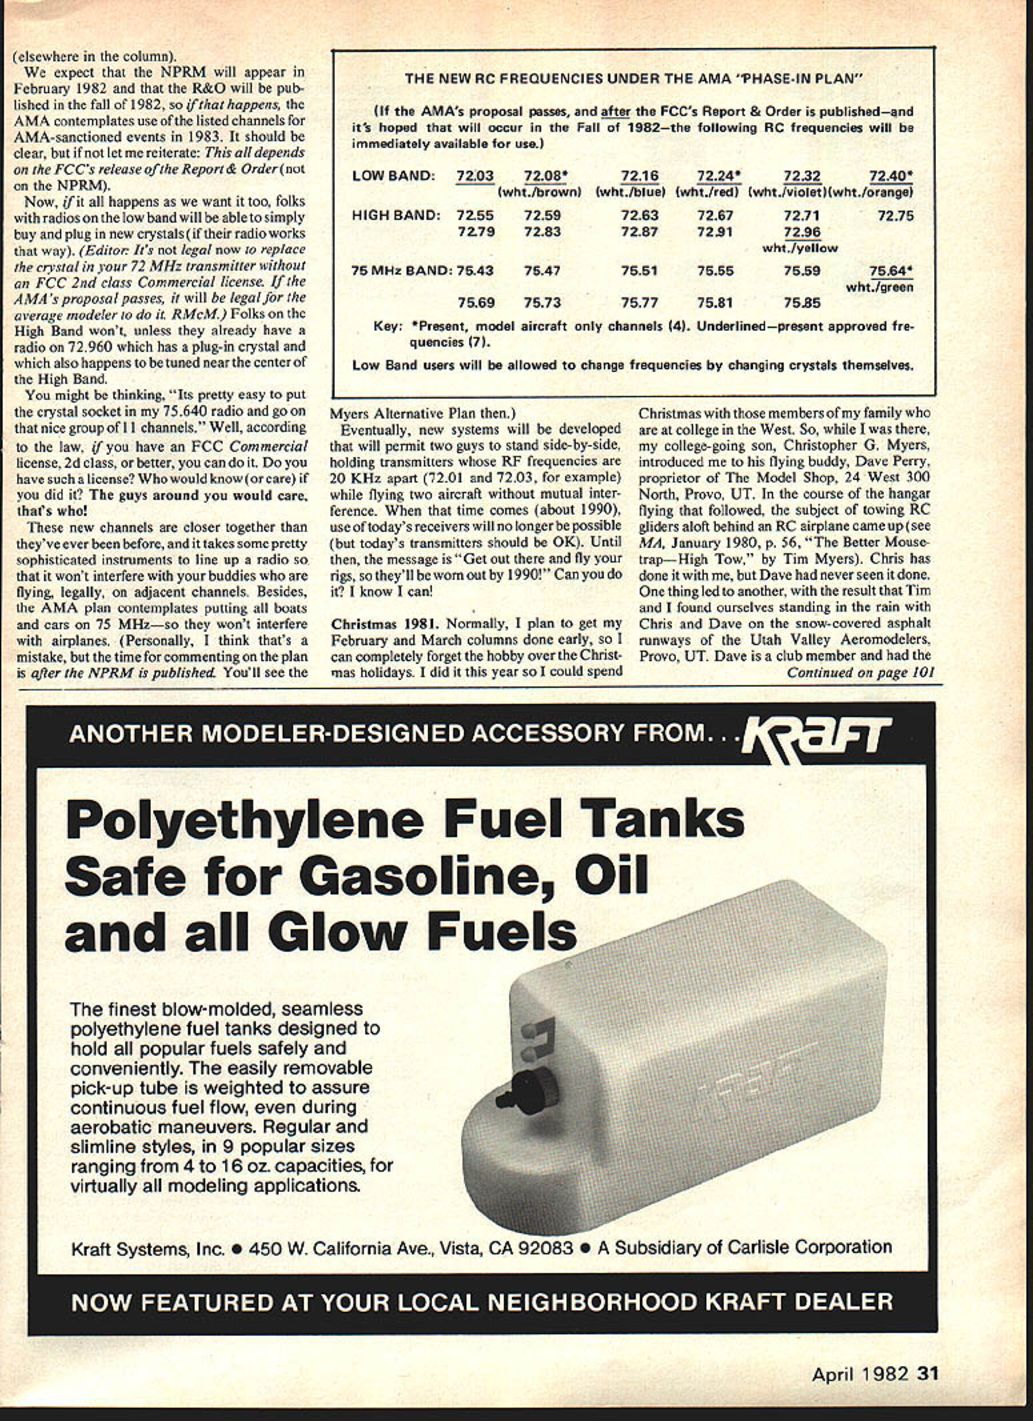 (elsewhere in the column).
We expect that the NPRM will appear in
February 1982 and that the R&O will be pub-
lished in the fall of 1982, so if that happens, the
AMA contemplates use of the listed channels for
AMA-sanctioned events in 1983. It should be
clear, but if not let me reiterate: This all depends
on the FCC's release of the Report & Order (not
on the NPRM).
Now, if it all happens as we want it too, folks
with radios on the low band will be able to simply
buy and plug in new crystals (if their radio works
that way). (Editor: It's not legal now to replace
the crystal in your 72 MHz transmitter without
an FCC 2nd class Commercial license. If the
AMA's proposal passes, it will be legal for the
average modeler to do it. RMcM.) Folks on the
High Band won't, unless they already have a
radio on 72.960 which has a plug-in crystal and
which also happens to be tuned near the center of
the High Band.
You might be thinking, "Its pretty easy to put
the crystal socket in my 75.640 radio and go on
that nice group of 11 channels." Well, according
to the law, if you have an FCC Commercial
license, 2d class, or better, you can do it. Do you
have such a license? Who would know (or care) if
you did it? The guys around you would care,
that's who!
These new channels are closer together than
they've ever been before, and it takes some pretty
sophisticated instruments to line up a radio so
that it won't interfere with your buddies who are
flying, legally, on adjacent channels. Besides,
the AMA plan contemplates putting all boats
and cars on 75 MHz—so they won't interfere
with airplanes. (Personally, I think that's a
mistake, but the time for commenting on the plan
is after the NPRM is published. You'll see the
THE NEW RC FREQUENCIES UNDER THE AMA "PHASE-IN PLAN"
(If the AMA's proposal passes, and after the FCC's Report & Order is published—and
it's hoped that will occur in the Fall of 1982—the following RC frequencies will be
immediately available for use.)
LOW BAND: 72.03 72.08* 72.16 72.24* 72.32 72.40*
(wht./brown) (wht./blue) (wht./red) (wht./violet) (wht./orange)
HIGH BAND: 72.55 72.59 72.63 72.67 72.71 72.75
72.79 72.83 72.87 72.91 72.96
wht./yellow
75 MHz BAND: 75.43 75.47 75.51 75.55 75.59 75.64*
wht./green
75.69 75.73 75.77 75.81 75.85
Key: *Present, model aircraft only channels (4). Underlined—present approved fre-
quencies (7).
Low Band users will be allowed to change frequencies by changing crystals themselves.
Myers Alternative Plan then.)
Eventually, new systems will be developed
that will permit two guys to stand side-by-side,
holding transmitters whose RF frequencies are
20 KHz apart (72.01 and 72.03, for example)
while flying two aircraft without mutual inter-
ference. When that time comes (about 1990),
use of today's receivers will no longer be possible
(but today's transmitters should be OK). Until
then, the message is "Get out there and fly your
rigs, so they'll be worn out by 1990!" Can you do
it? I know I can!
Christmas 1981. Normally, I plan to get my
February and March columns done early, so I
can completely forget the hobby over the Christ-
mas holidays. I did it this year so I could spend
Christmas with those members of my family who
are at college in the West. So, while I was there,
my college-going son, Christopher G. Myers,
introduced me to his flying buddy, Dave Perry,
proprietor of The Model Shop, 24 West 300
North, Provo, UT. In the course of the hangar
flying that followed, the subject of towing RC
gliders aloft behind an RC airplane came up (see
MA, January 1980, p. 56, "The Better Mouse-
trap—High Tow," by Tim Myers). Chris has
done it with me, but Dave had never seen it done.
One thing led to another, with the result that Tim
and I found ourselves standing in the rain with
Chris and Dave on the snow-covered asphalt
runways of the Utah Valley Aeromodelers,
Provo, UT. Dave is a club member and had the
Continued on page 101
ANOTHER MODELER-DESIGNED ACCESSORY FROM... KRAFT
Polyethylene Fuel Tanks
Safe for Gasoline, Oil
and all Glow Fuels
The finest blow-molded, seamless
polyethylene fuel tanks designed to
hold all popular fuels safely and
conveniently. The easily removable
pick-up tube is weighted to assure
continuous fuel flow, even during
aerobatic maneuvers. Regular and
slimline styles, in 9 popular sizes
ranging from 4 to 16 oz. capacities, for
virtually all modeling applications.
KRAFT
Kraft Systems, Inc. ● 450 W. California Ave., Vista, CA 92083 ● A Subsidiary of Carlisle Corporation
NOW FEATURED AT YOUR LOCAL NEIGHBORHOOD KRAFT DEALER
April 1982 31